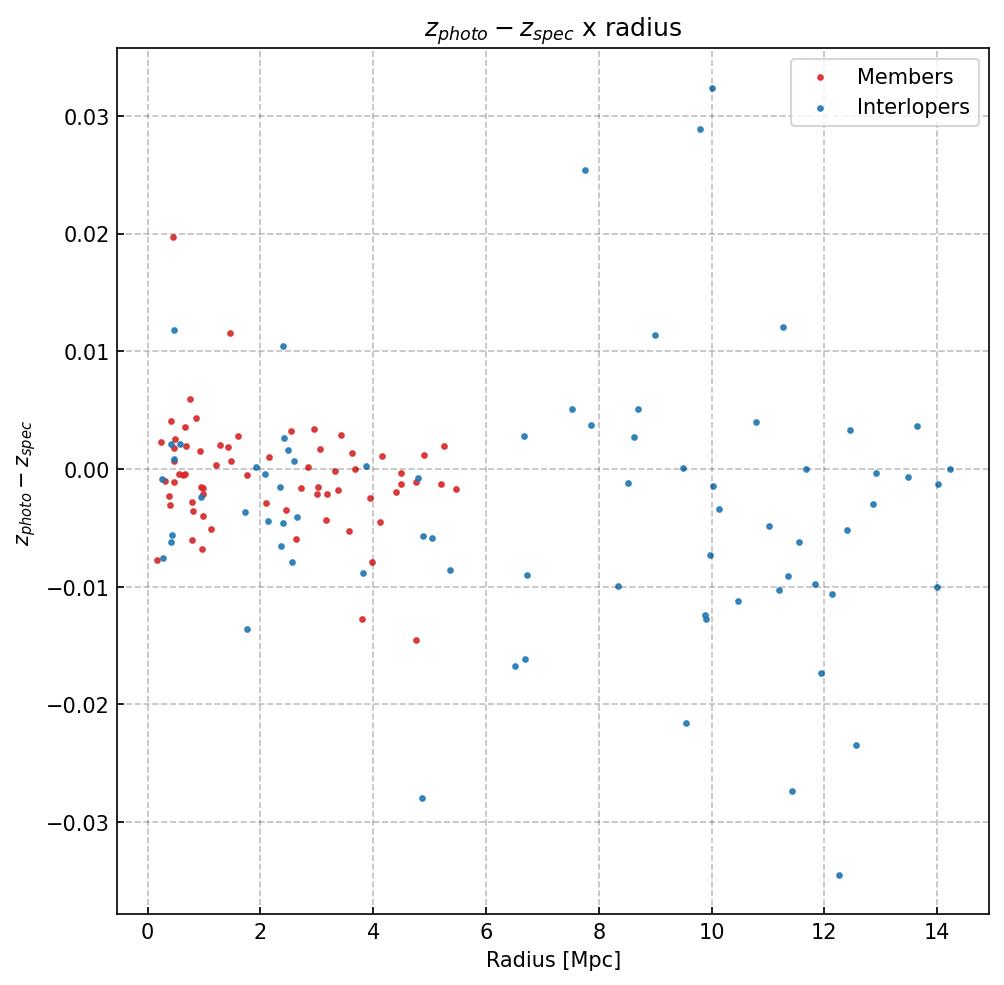 z_photo − z_spec x radius
Members
Interlopers
0.03
0.02
0.01
0.00
−0.01
−0.02
−0.03
z_photo − z_spec
0 2 4 6 8 10 12 14
Radius [Mpc]